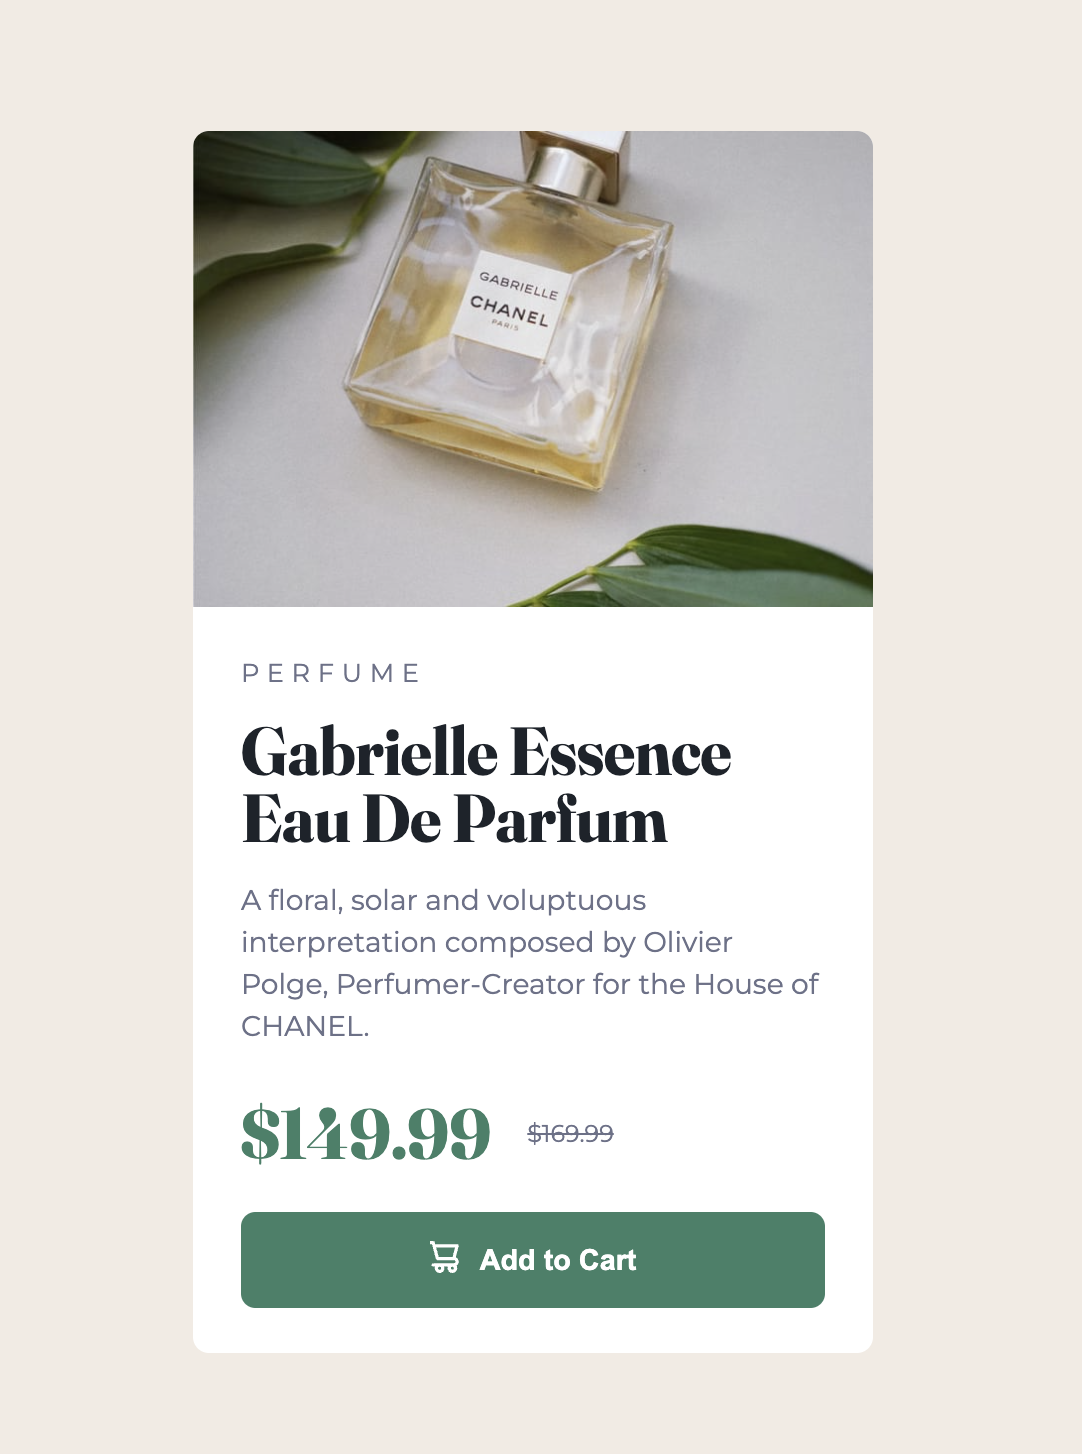 GABRIELLE
CHANEL
PARIS
PERFUME
Gabrielle Essence
Eau De Parfum
A floral, solar and voluptuous
interpretation composed by Olivier
Polge, Perfumer-Creator for the House of
CHANEL.
$149.99 $169.99
Add to Cart